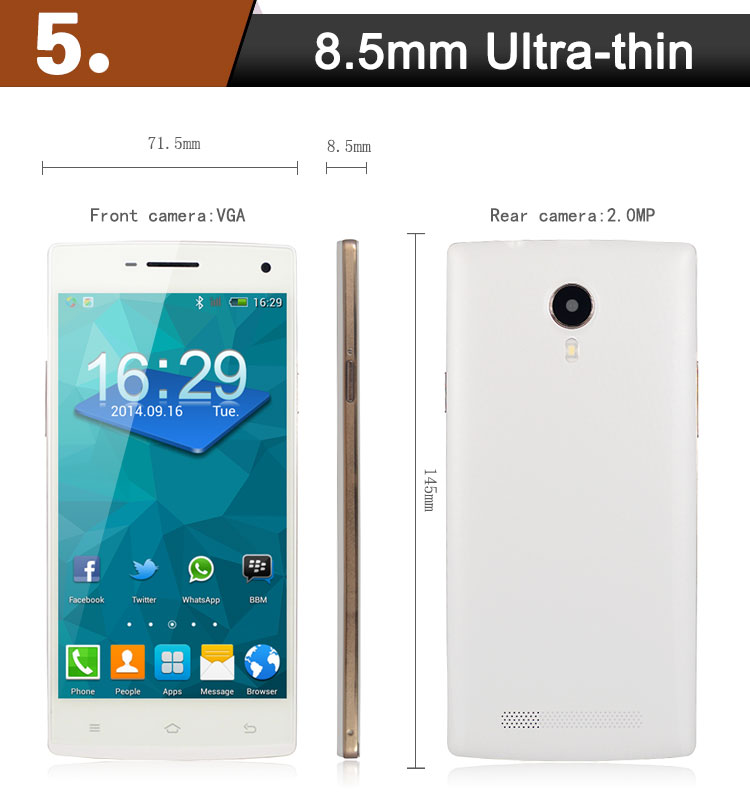 5.
8.5mm Ultra-thin
71.5mm
8.5mm
Front camera:VGA
Rear camera:2.0MP
16:29
16:29
2014.09.16 Tue.
145mm
Facebook Twitter WhatsApp BBM
Phone People Apps Message Browser